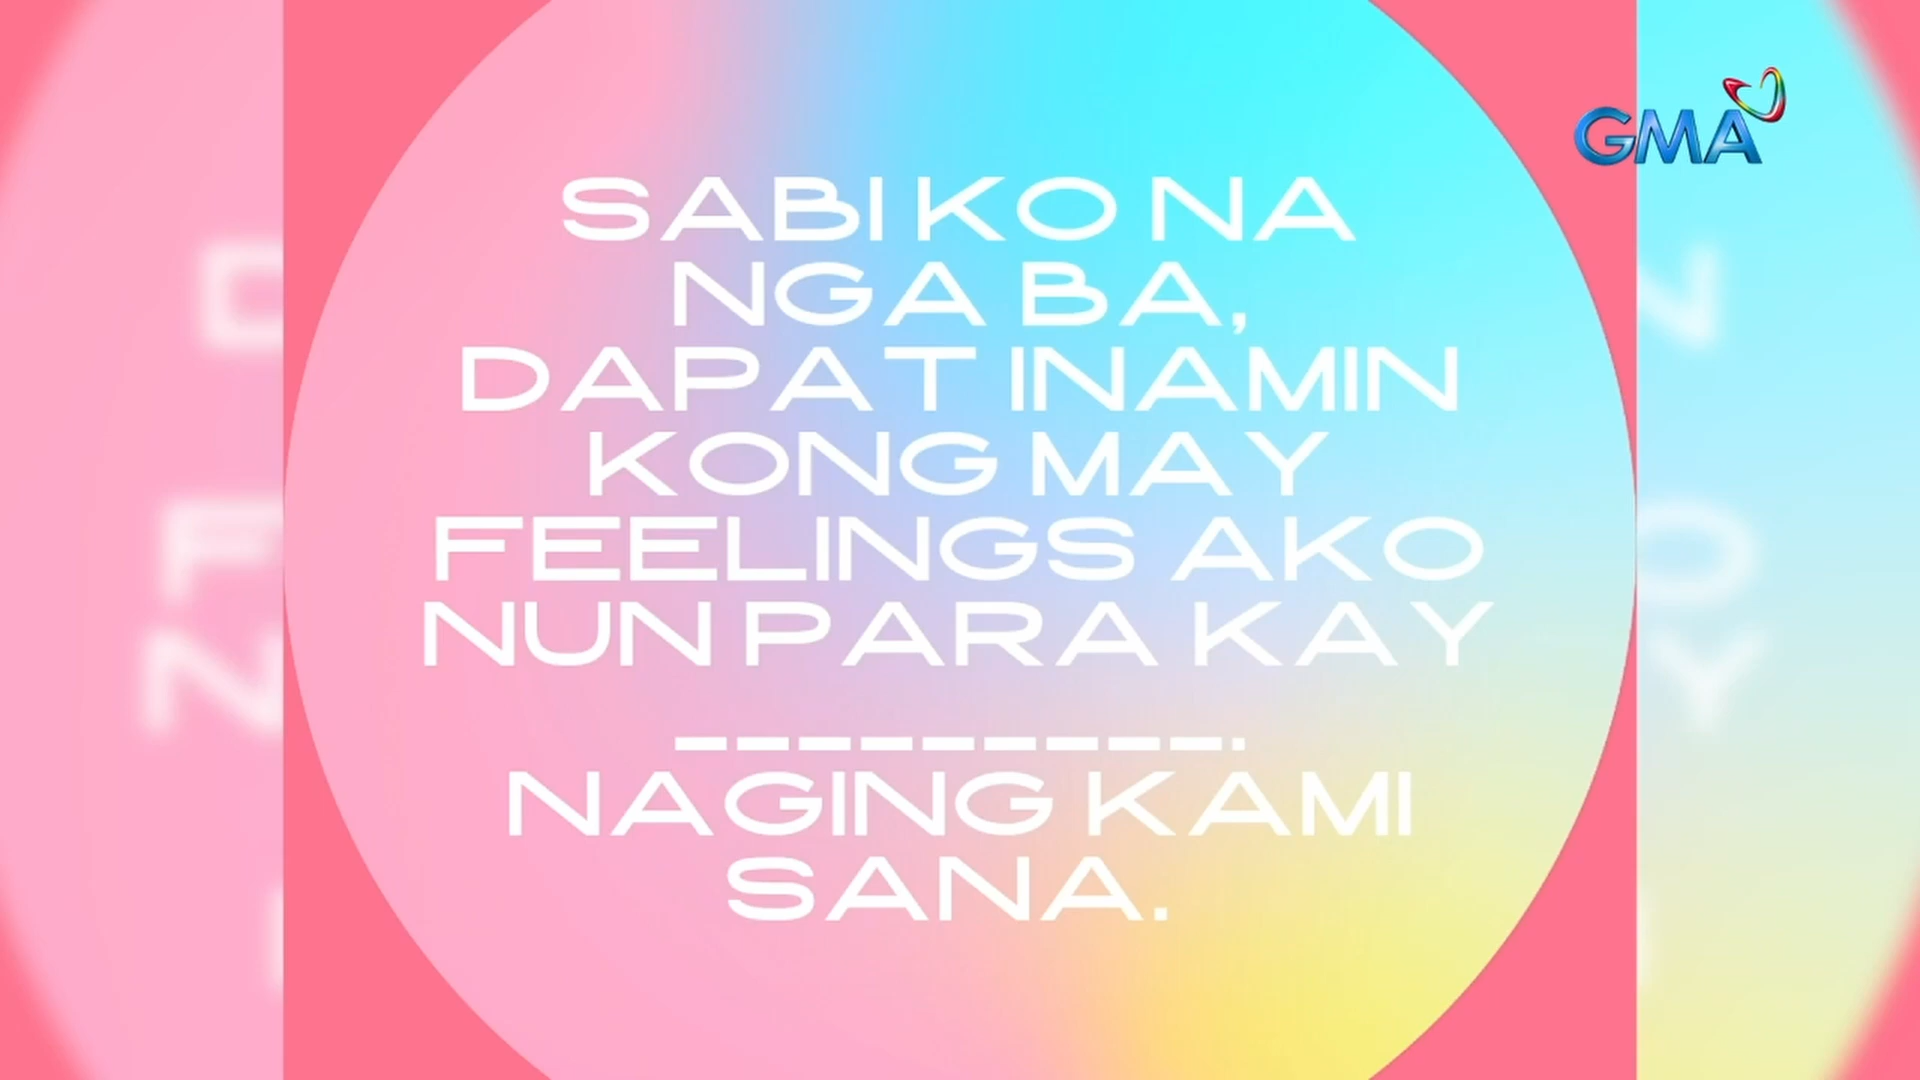 GMA
SABI KO NA
NGA BA,
DAPAT INAMIN
KONG MAY
FEELINGS AKO
NUN PARA KAY
__________.
NAGING KAMI
SANA.